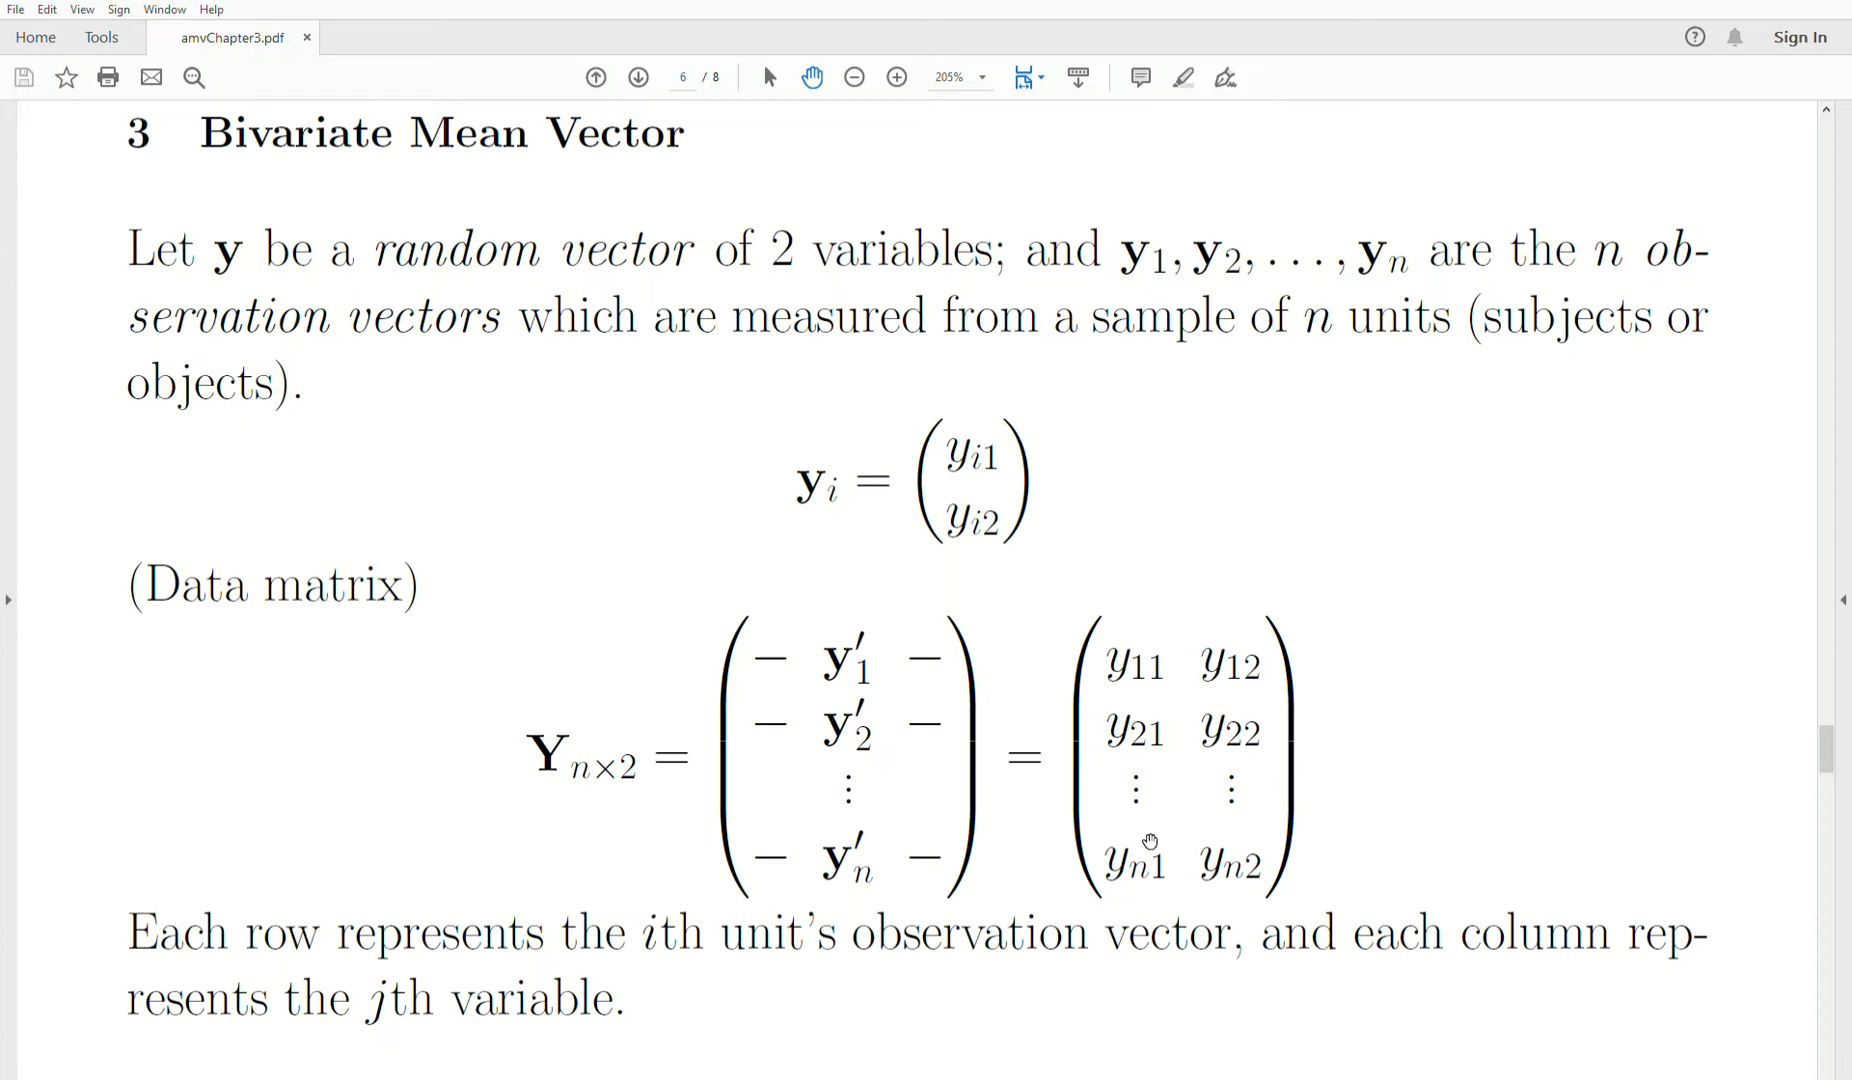 File Edit View Sign Window Help
Home Tools amvChapter3.pdf × Sign In
6 / 8 205%
3 Bivariate Mean Vector
Let y be a random vector of 2 variables; and y₁, y₂, . . . , yₙ are the n ob-
servation vectors which are measured from a sample of n units (subjects or
objects).
yᵢ = (yᵢ₁
yᵢ₂)
(Data matrix)
Yₙₓ₂ = ( − y′₁ − ) = ( y₁₁ y₁₂ )
− y′₂ − y₂₁ y₂₂
⋮ ⋮ ⋮
− y′ₙ − yₙ₁ yₙ₂
Each row represents the ith unit's observation vector, and each column rep-
resents the jth variable.